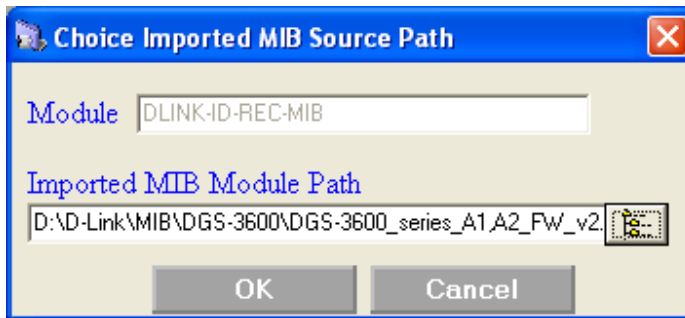 Choice Imported MIB Source Path
Module DLINK-ID-REC-MIB
Imported MIB Module Path
D:\D-Link\MIB\DGS-3600\DGS-3600_series_A1,A2_FW_v2.
OK Cancel